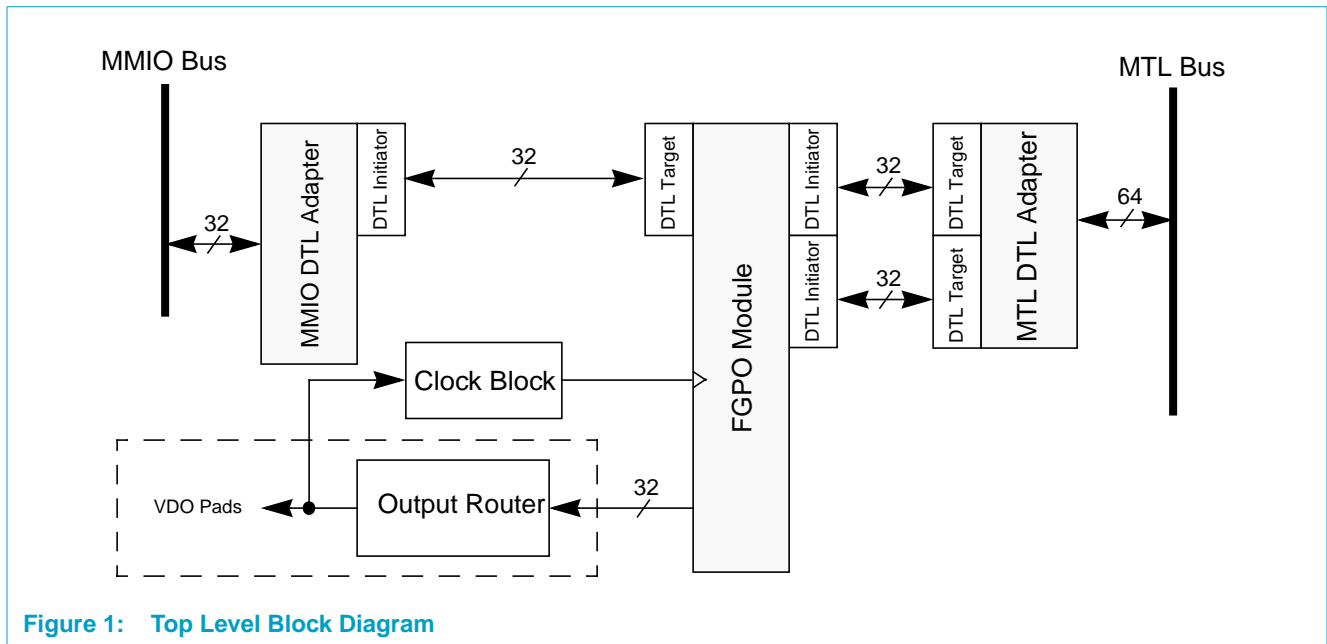 MMIO Bus
MTL Bus
MMIO DTL Adapter
DTL Initiator
32
DTL Target
DTL Initiator
32
DTL Target
MTL DTL Adapter
64
32
DTL Initiator
32
DTL Target
FGPO Module
Clock Block
VDO Pads
Output Router
32
Figure 1: Top Level Block Diagram